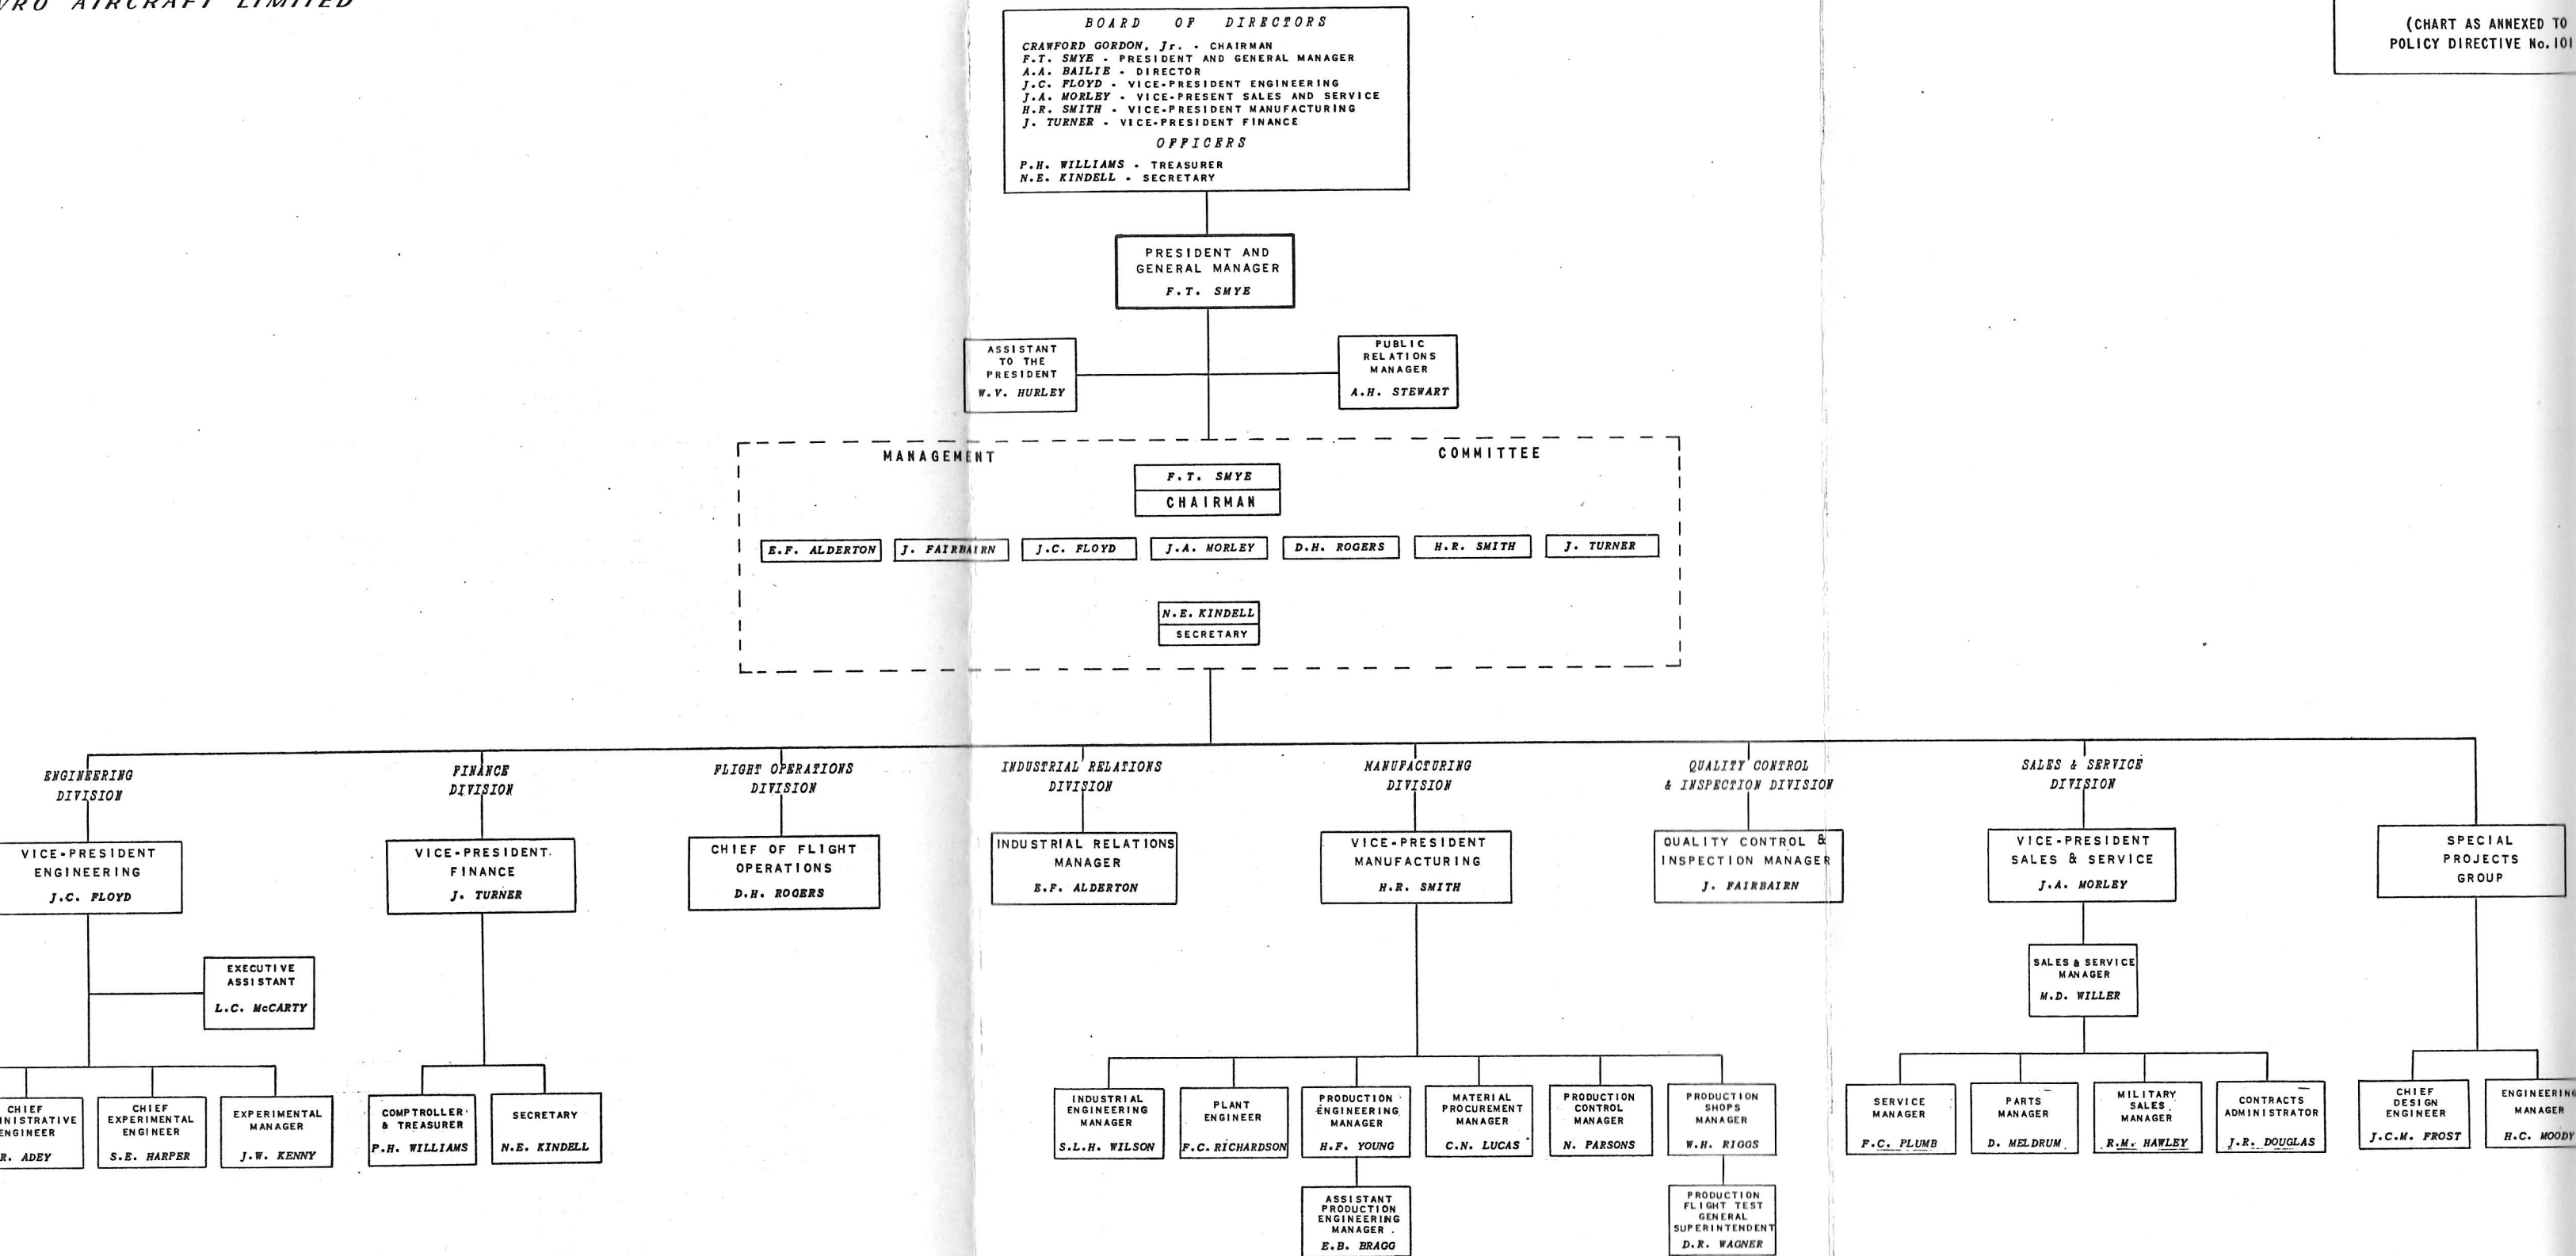 AIRCRAFT LIMITED
(CHART AS ANNEXED TO
POLICY DIRECTIVE No. 101
BOARD OF DIRECTORS
CRAWFORD GORDON, Jr. - CHAIRMAN
F.T. SMYE - PRESIDENT AND GENERAL MANAGER
A.A. BAILIE - DIRECTOR
J.C. FLOYD - VICE-PRESIDENT ENGINEERING
J.A. MORLEY - VICE-PRESENT SALES AND SERVICE
H.R. SMITH - VICE-PRESIDENT MANUFACTURING
J. TURNER - VICE-PRESIDENT FINANCE
OFFICERS
P.H. WILLIAMS - TREASURER
N.E. KINDELL - SECRETARY
PRESIDENT AND
GENERAL MANAGER
F.T. SMYE
ASSISTANT
TO THE
PRESIDENT
W.V. HURLEY
PUBLIC
RELATIONS
MANAGER
A.H. STEWART
MANAGEMENT COMMITTEE
F.T. SMYE
CHAIRMAN
E.F. ALDERTON
J. FAIRBAIRN
J.C. FLOYD
J.A. MORLEY
D.H. ROGERS
H.R. SMITH
J. TURNER
N.E. KINDELL
SECRETARY
ENGINEERING
DIVISION
FINANCE
DIVISION
FLIGHT OPERATIONS
DIVISION
INDUSTRIAL RELATIONS
DIVISION
MANUFACTURING
DIVISION
QUALITY CONTROL
& INSPECTION DIVISION
SALES & SERVICE
DIVISION
VICE-PRESIDENT
ENGINEERING
J.C. FLOYD
VICE-PRESIDENT.
FINANCE
J. TURNER
CHIEF OF FLIGHT
OPERATIONS
D.H. ROGERS
INDUSTRIAL RELATIONS
MANAGER
E.F. ALDERTON
VICE-PRESIDENT
MANUFACTURING
H.R. SMITH
QUALITY CONTROL &
INSPECTION MANAGER
J. FAIRBAIRN
VICE-PRESIDENT
SALES & SERVICE
J.A. MORLEY
SPECIAL
PROJECTS
GROUP
EXECUTIVE
ASSISTANT
L.C. McCARTY
SALES & SERVICE
MANAGER
M.D. WILLER
CHIEF
INISTRATIVE
ENGINEER
R. ADEY
CHIEF
EXPERIMENTAL
ENGINEER
S.E. HARPER
EXPERIMENTAL
MANAGER
J.W. KENNY
COMPTROLLER
& TREASURER
P.H. WILLIAMS
SECRETARY
N.E. KINDELL
INDUSTRIAL
ENGINEERING
MANAGER
S.L.H. WILSON
PLANT
ENGINEER
F.C. RICHARDSON
PRODUCTION
ENGINEERING
MANAGER
H.F. YOUNG
MATERIAL
PROCUREMENT
MANAGER
C.N. LUCAS
PRODUCTION
CONTROL
MANAGER
N. PARSONS
PRODUCTION
SHOPS
MANAGER
W.H. RIGGS
SERVICE
MANAGER
F.C. PLUMB
PARTS
MANAGER
D. MELDRUM
MILITARY
SALES
MANAGER
R.M. HAWLEY
CONTRACTS
ADMINISTRATOR
J.R. DOUGLAS
CHIEF
DESIGN
ENGINEER
J.C.M. FROST
ENGINEERING
MANAGER
H.C. MOODY
ASSISTANT
PRODUCTION
ENGINEERING
MANAGER
E.B. BRAGG
PRODUCTION
FLIGHT TEST
GENERAL
SUPERINTENDENT
D.R. WAGNER